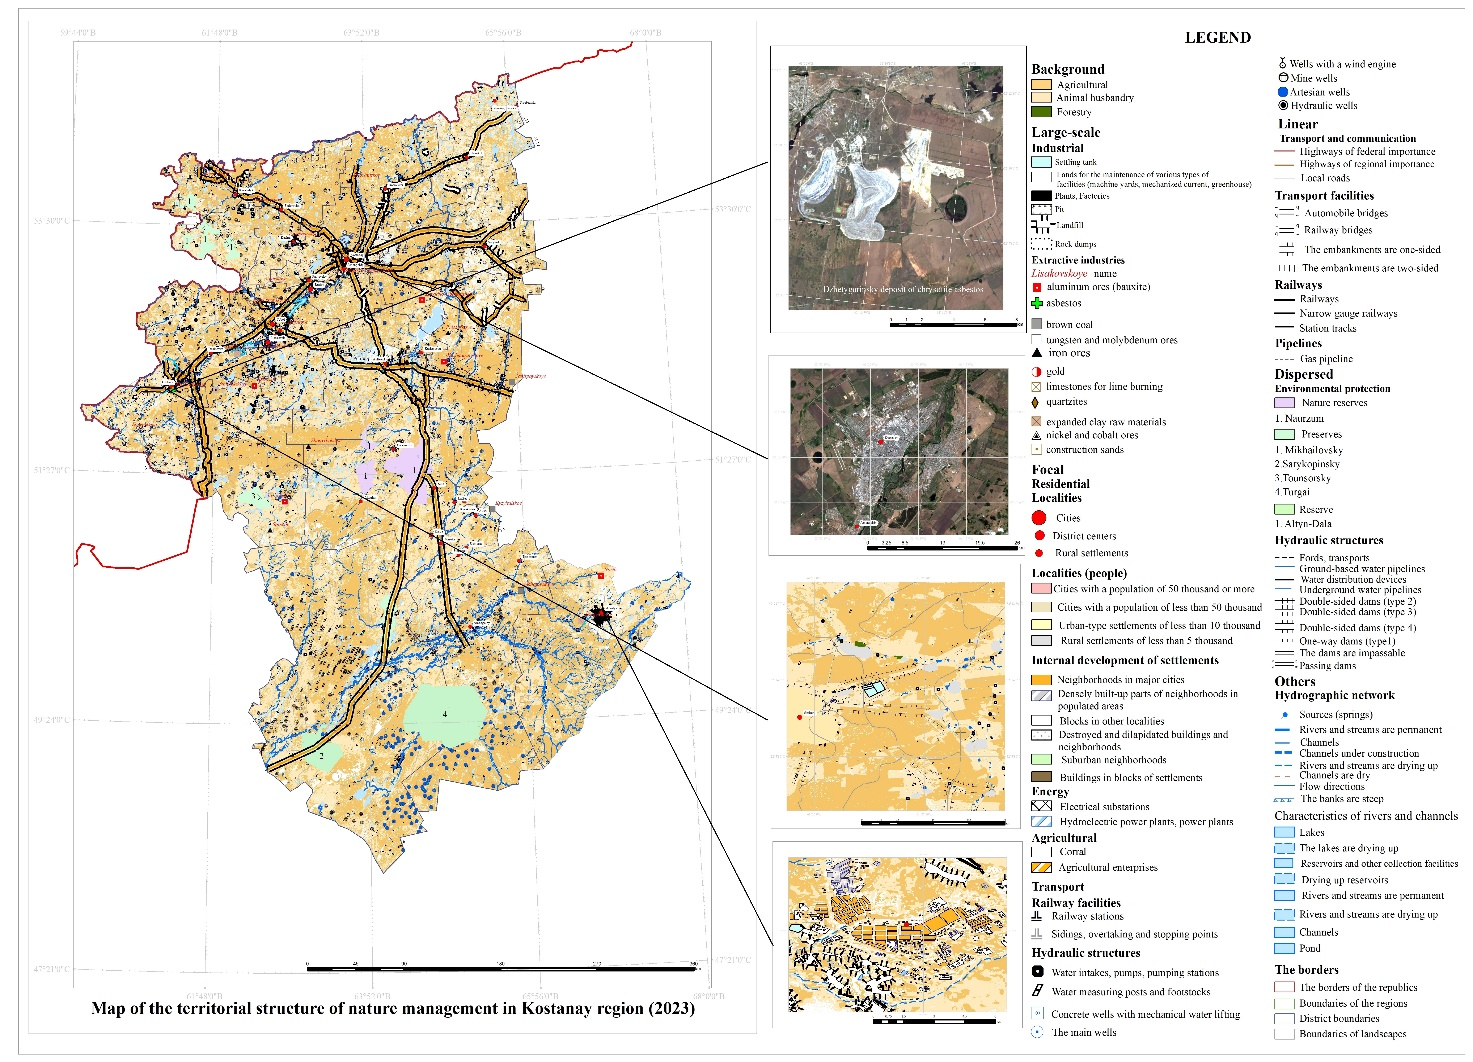 Map of the territorial structure of nature management in Kostanay region (2023)
Dzhetygarinsky deposit of chrysotile asbestos
LEGEND
Background
Agricultural
Animal husbandry
Forestry
Large-scale
Industrial
Settling tank
Lands for the maintenance of various types of
facilities (machine yards, mechanized current, greenhouse)
Plants, Factories
Pit
Landfill
Rock dumps
Extractive industries
Lisakovskoye name
aluminum ores (bauxite)
asbestos
brown coal
tungsten and molybdenum ores
iron ores
gold
limestones for lime burning
quartzites
expanded clay raw materials
nickel and cobalt ores
construction sands
Focal
Residential
Localities
Cities
District centers
Rural settlements
Localities (people)
Cities with a population of 50 thousand or more
Cities with a population of less than 50 thousand
Urban-type settlements of less than 10 thousand
Rural settlements of less than 5 thousand
Internal development of settlements
Neighborhoods in major cities
Densely built-up parts of neighborhoods in
populated areas
Blocks in other localities
Destroyed and dilapidated buildings and
neighborhoods
Suburban neighborhoods
Buildings in blocks of settlements
Energy
Electrical substations
Hydroelectric power plants, power plants
Agricultural
Corral
Agricultural enterprises
Transport
Railway facilities
Railway stations
Sidings, overtaking and stopping points
Hydraulic structures
Water intakes, pumps, pumping stations
Water measuring posts and footstocks
Concrete wells with mechanical water lifting
The main wells
Wells with a wind engine
Mine wells
Artesian wells
Hydraulic wells
Linear
Transport and communication
Highways of federal importance
Highways of regional importance
Local roads
Transport facilities
Automobile bridges
Railway bridges
The embankments are one-sided
The embankments are two-sided
Railways
Railways
Narrow gauge railways
Station tracks
Pipelines
Gas pipeline
Dispersed
Environmental protection
Nature reserves
1. Naurzum
Preserves
1. Mikhailovsky
2.Sarykopinsky
3.Tounsorsky
4.Turgai
Reserve
1. Altyn-Dala
Hydraulic structures
Fords, transports
Ground-based water pipelines
Water distribution devices
Underground water pipelines
Double-sided dams (type 2)
Double-sided dams (type 3)
Double-sided dams (type 4)
One-way dams (type1)
The dams are impassable
Passing dams
Others
Hydrographic network
Sources (springs)
Rivers and streams are permanent
Channels
Channels under construction
Rivers and streams are drying up
Channels are dry
Flow directions
The banks are steep
Characteristics of rivers and channels
Lakes
The lakes are drying up
Reservoirs and other collection facilities
Drying up reservoirs
Rivers and streams are permanent
Rivers and streams are drying up
Channels
Pond
The borders
The borders of the republics
Boundaries of the regions
District boundaries
Boundaries of landscapes